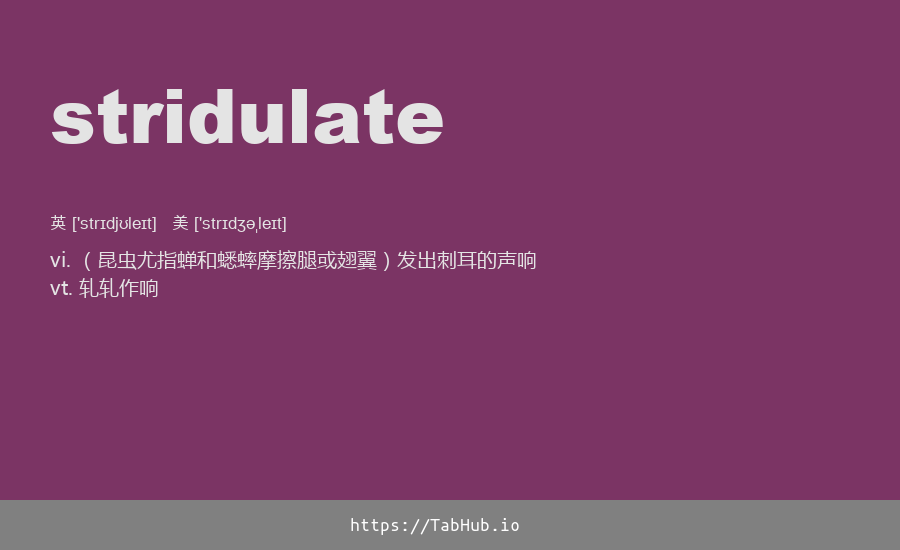 stridulate
英 ['strɪdjʊleɪt] 美 ['strɪdʒəˌleɪt]
vi. （昆虫尤指蝉和蟋蟀摩擦腿或翅翼）发出刺耳的声响
vt. 轧轧作响
https://TabHub.io